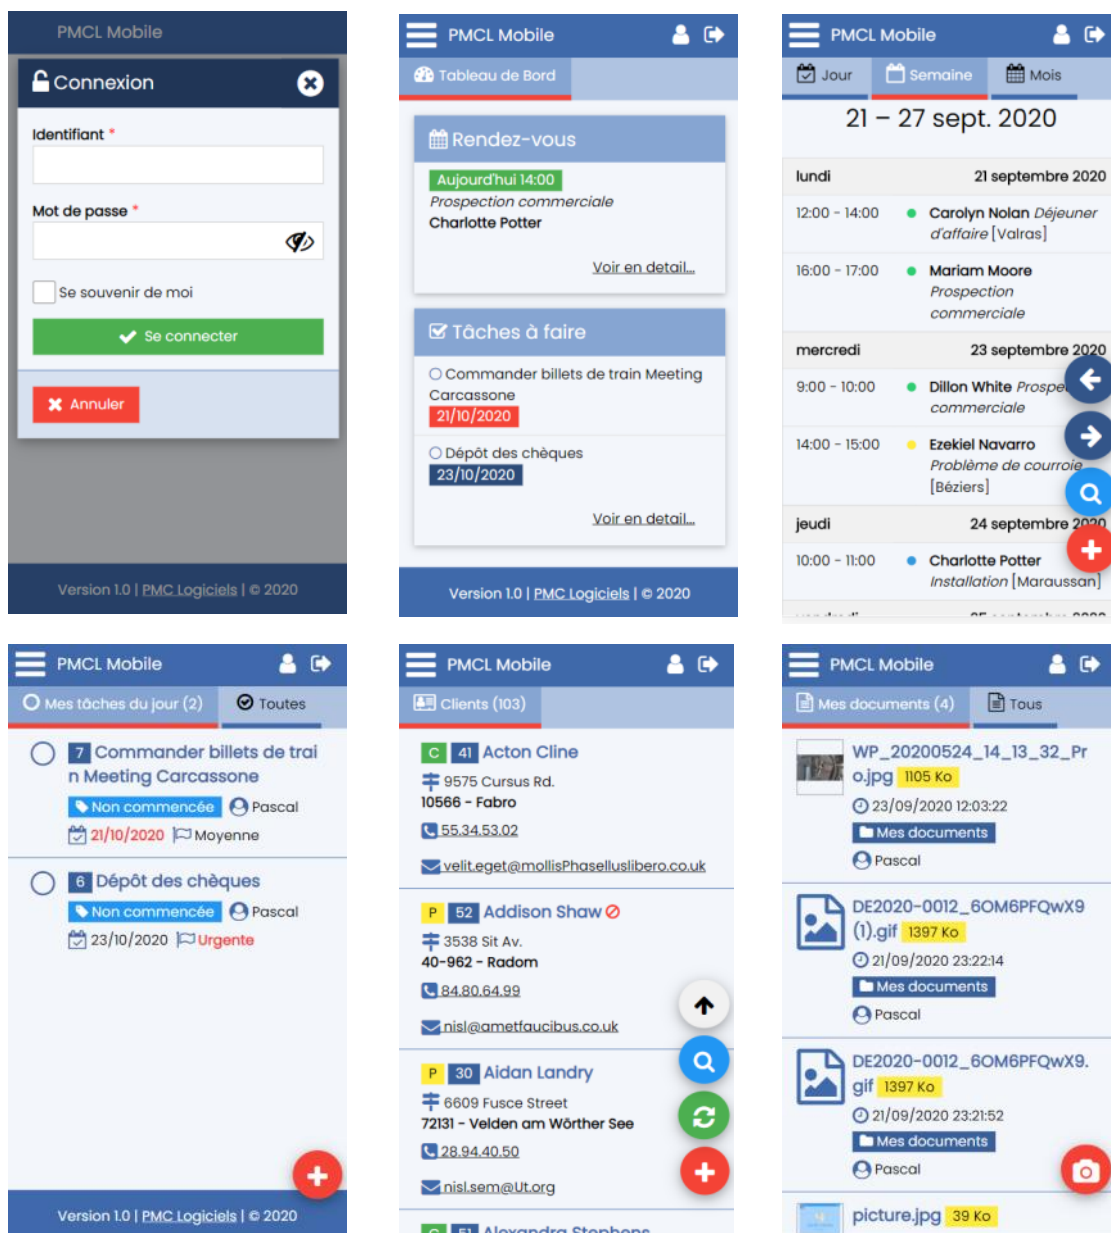 PMCL Mobile
Connexion
Identifiant *
Mot de passe *
Se souvenir de moi
Se connecter
Annuler
Version 1.0 | PMC Logiciels | © 2020
PMCL Mobile
Tableau de Bord
Rendez-vous
Aujourd'hui 14:00
Prospection commerciale
Charlotte Potter
Voir en detail...
Tâches à faire
Commander billets de train Meeting
Carcassone
21/10/2020
Dépôt des chèques
23/10/2020
Voir en detail...
Version 1.0 | PMC Logiciels | © 2020
PMCL Mobile
Jour Semaine Mois
21 – 27 sept. 2020
lundi 21 septembre 2020
12:00 - 14:00 Carolyn Nolan Déjeuner
d'affaire [Valras]
16:00 - 17:00 Mariam Moore
Prospection
commerciale
mercredi 23 septembre 2020
9:00 - 10:00 Dillon White
commerciale
14:00 - 15:00 Ezekiel Navarro
Problème de courroie
[Béziers]
jeudi 24 septembre 2020
10:00 - 11:00 Charlotte Potter
Installation [Maraussan]
PMCL Mobile
Mes tâches du jour (2) Toutes
7 Commander billets de trai
n Meeting Carcassone
Non commencée Pascal
21/10/2020 Moyenne
6 Dépôt des chèques
Non commencée Pascal
23/10/2020 Urgente
Version 1.0 | PMC Logiciels | © 2020
PMCL Mobile
Clients (103)
C 41 Acton Cline
9575 Cursus Rd.
10566 - Fabro
55.34.53.02
velit.eget@mollisPhaselluslibero.co.uk
P 52 Addison Shaw
3538 Sit Av.
40-962 - Radom
84.80.64.99
nisl@ametfaucibus.co.uk
P 30 Aidan Landry
6609 Fusce Street
72131 - Velden am Wörther See
28.94.40.50
nisl.sem@Ut.org
C 51 Alexandra Stephens
PMCL Mobile
Mes documents (4) Tous
WP_20200524_14_13_32_Pr
o.jpg 1105 Ko
23/09/2020 12:03:22
Mes documents
Pascal
DE2020-0012_6OM6PFQwX9
(1).gif 1397 Ko
21/09/2020 23:22:14
Mes documents
Pascal
DE2020-0012_6OM6PFQwX9.
gif 1397 Ko
21/09/2020 23:21:52
Mes documents
Pascal
picture.jpg 39 Ko